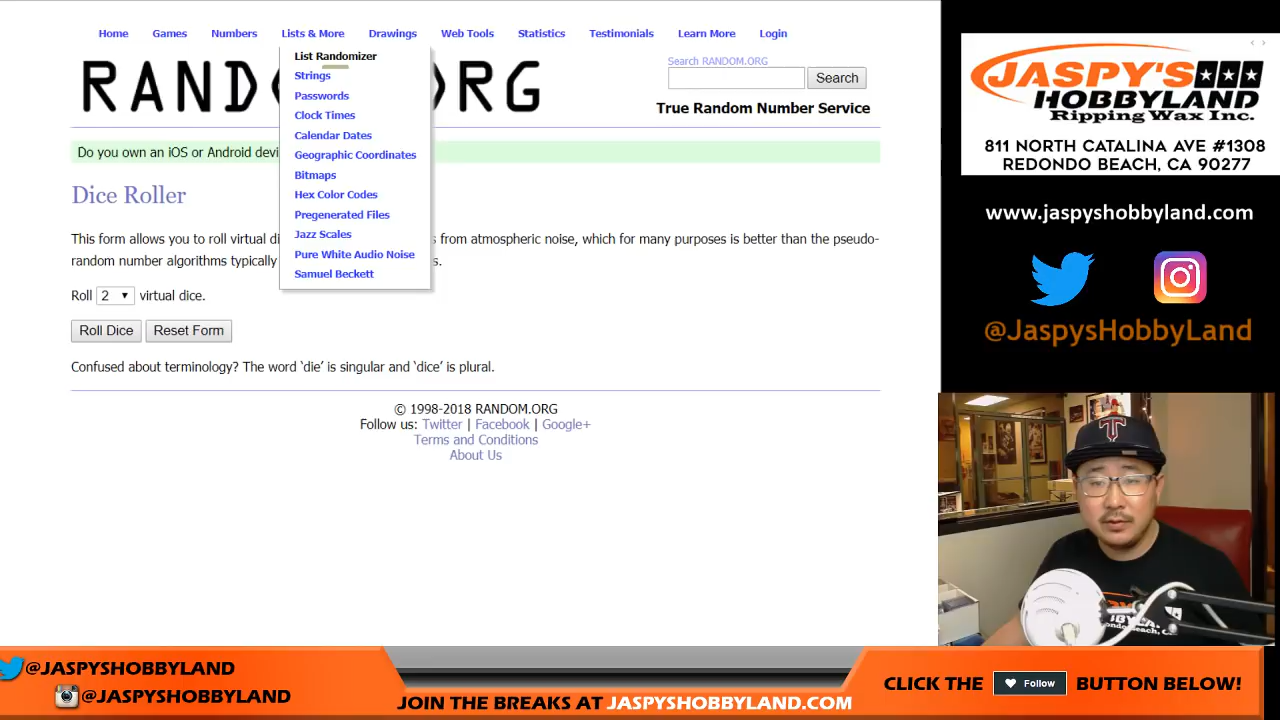 Home Games Numbers Lists & More Drawings Web Tools Statistics Testimonials Learn More Login
List Randomizer
Strings
Passwords
Clock Times
Calendar Dates
Geographic Coordinates
Bitmaps
Hex Color Codes
Pregenerated Files
Jazz Scales
Pure White Audio Noise
Samuel Beckett
Search RANDOM.ORG
Search
True Random Number Service
Do you own an iOS or Android devi
Dice Roller
This form allows you to roll virtual di s from atmospheric noise, which for many purposes is better than the pseudo-
random number algorithms typically s.
Roll 2 virtual dice.
Roll Dice Reset Form
Confused about terminology? The word ‘die’ is singular and ‘dice’ is plural.
© 1998-2018 RANDOM.ORG
Follow us: Twitter | Facebook | Google+
Terms and Conditions
About Us
JASPY'S
HOBBYLAND
Ripping Wax Inc.
811 NORTH CATALINA AVE #1308
REDONDO BEACH, CA 90277
www.jaspyshobbyland.com
@JaspysHobbyLand
@JASPYSHOBBYLAND
@JASPYSHOBBYLAND
JOIN THE BREAKS AT JASPYSHOBBYLAND.COM
CLICK THE Follow BUTTON BELOW!